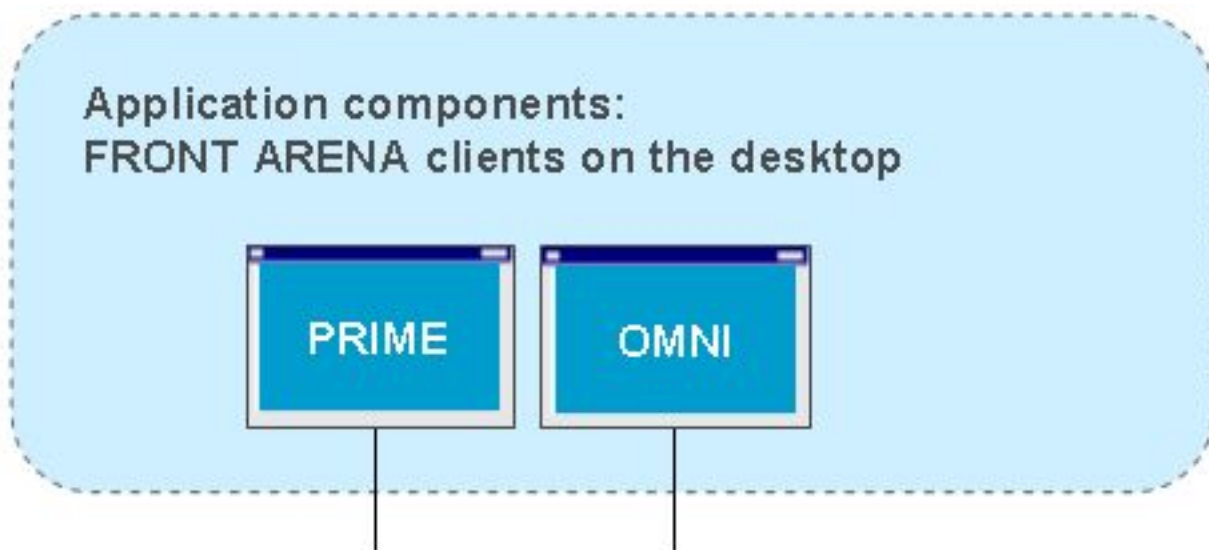 Application components:
FRONT ARENA clients on the desktop
PRIME
OMNI